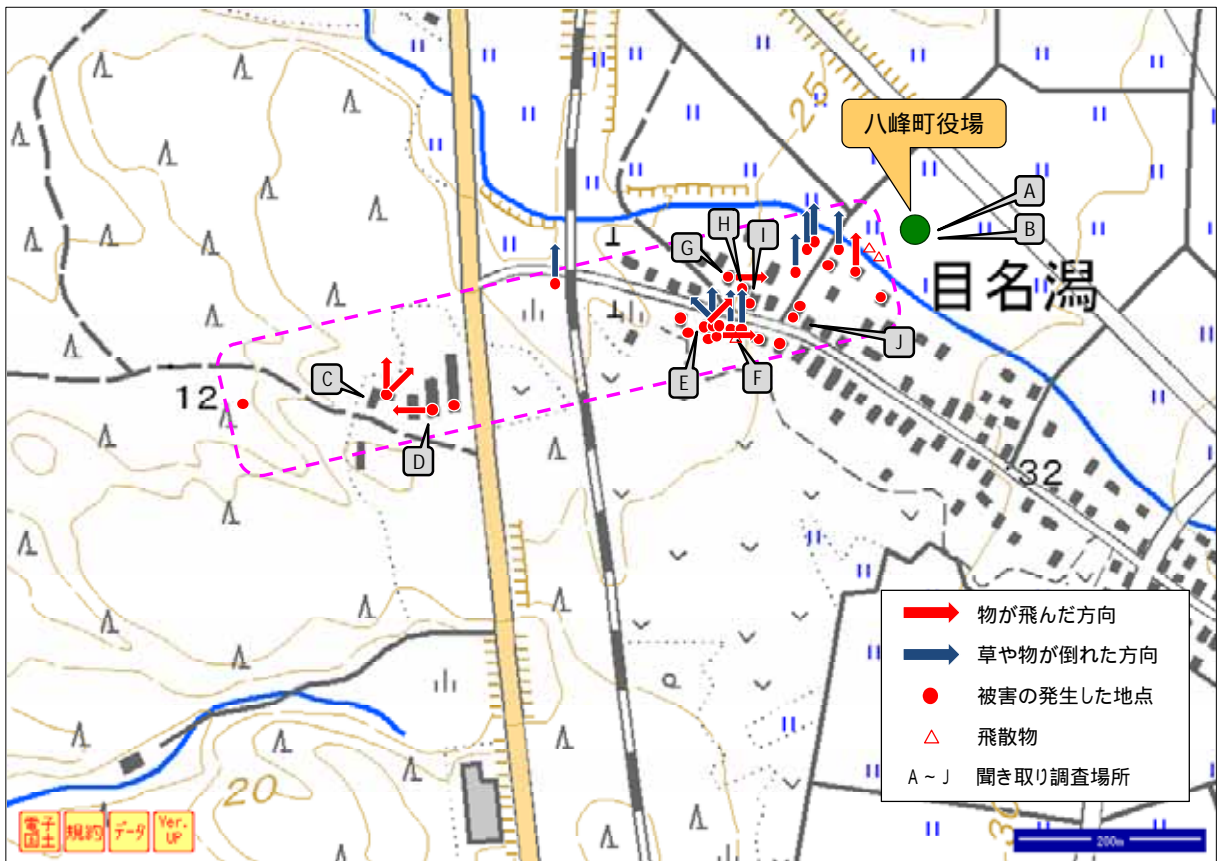 八峰町役場
25
A
B
目名潟
H
I
G
J
E
F
12
C
D
32
20
物が飛んだ方向
草や物が倒れた方向
被害の発生した地点
飛散物
A～J 聞き取り調査場所
電子
国土
規約
データ
Ver.
UP
200m